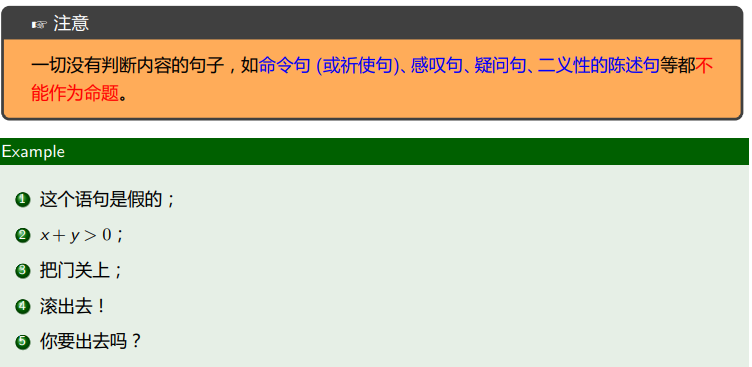 ☞ 注意
一切没有判断内容的句子，如命令句 (或祈使句)、感叹句、疑问句、二义性的陈述句等都不
能作为命题。
Example
1 这个语句是假的；
2 x + y > 0；
3 把门关上；
4 滚出去！
5 你要出去吗？